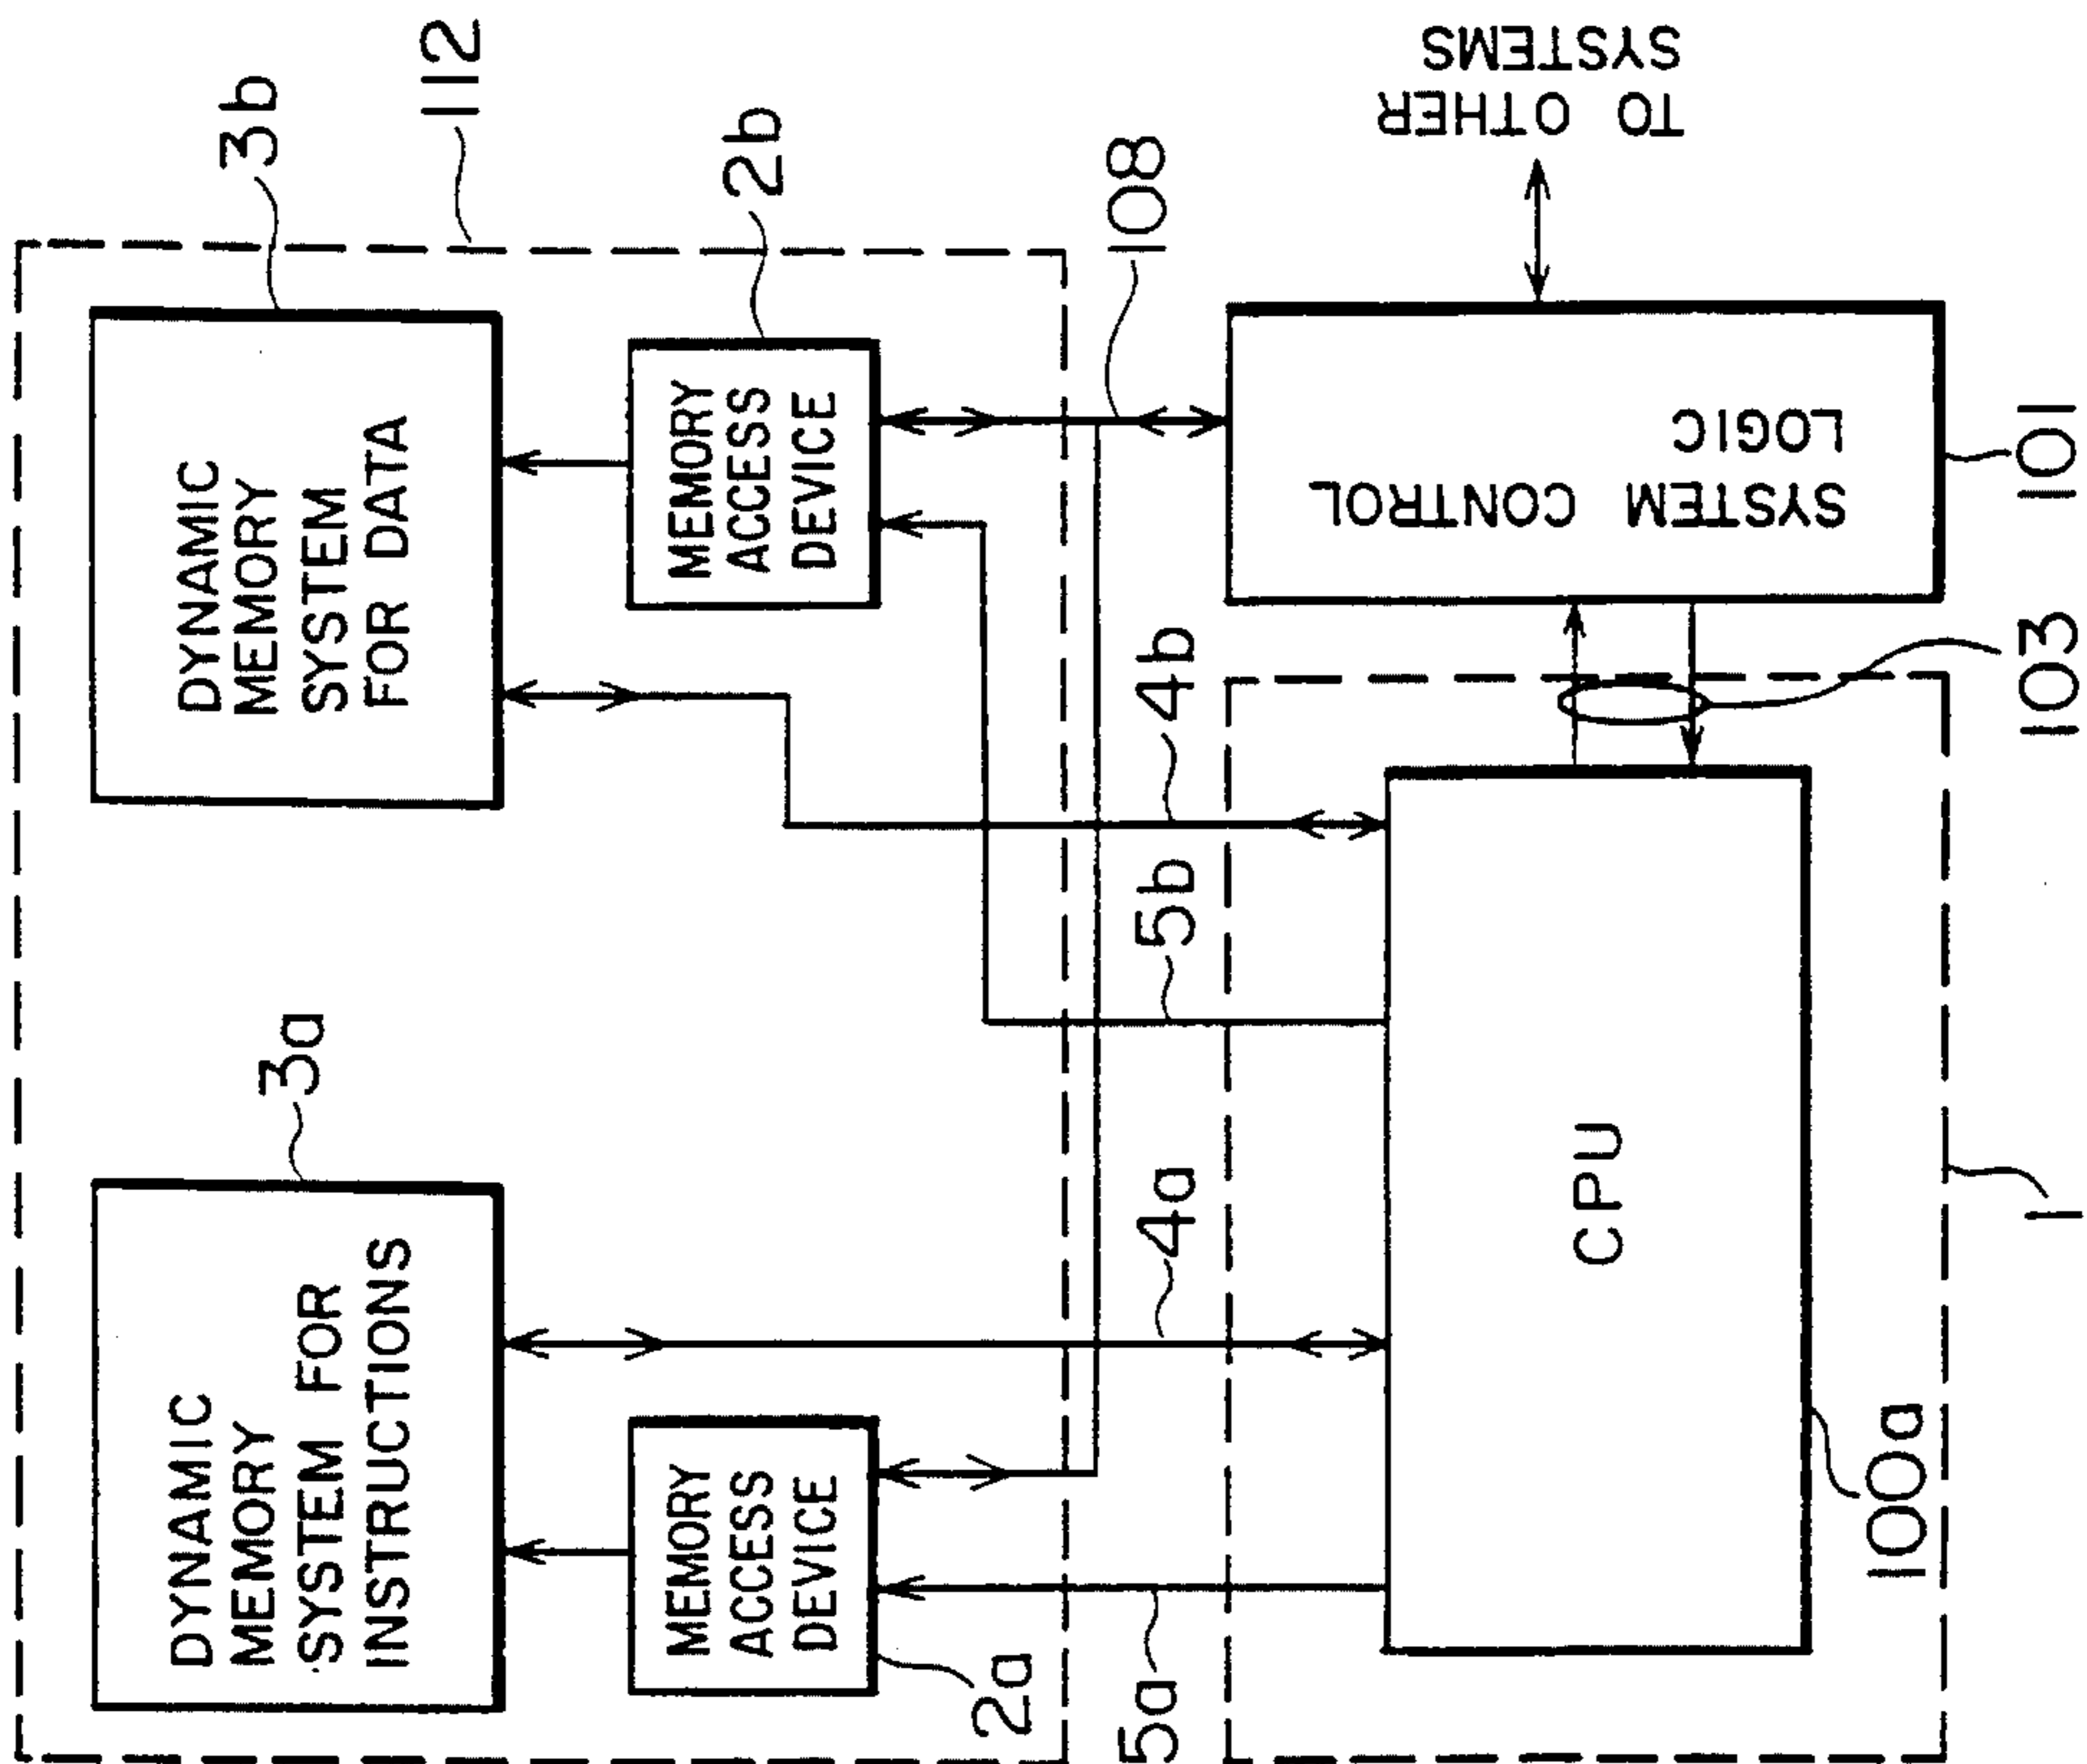 3a
3b
112
DYNAMIC
MEMORY
SYSTEM FOR
INSTRUCTIONS
DYNAMIC
MEMORY
SYSTEM
FOR DATA
MEMORY
ACCESS
DEVICE
2a
MEMORY
ACCESS
DEVICE
2b
5a
4a
5b
4b
108
CPU
100a
1
103
SYSTEM CONTROL
LOGIC
101
TO OTHER
SYSTEMS